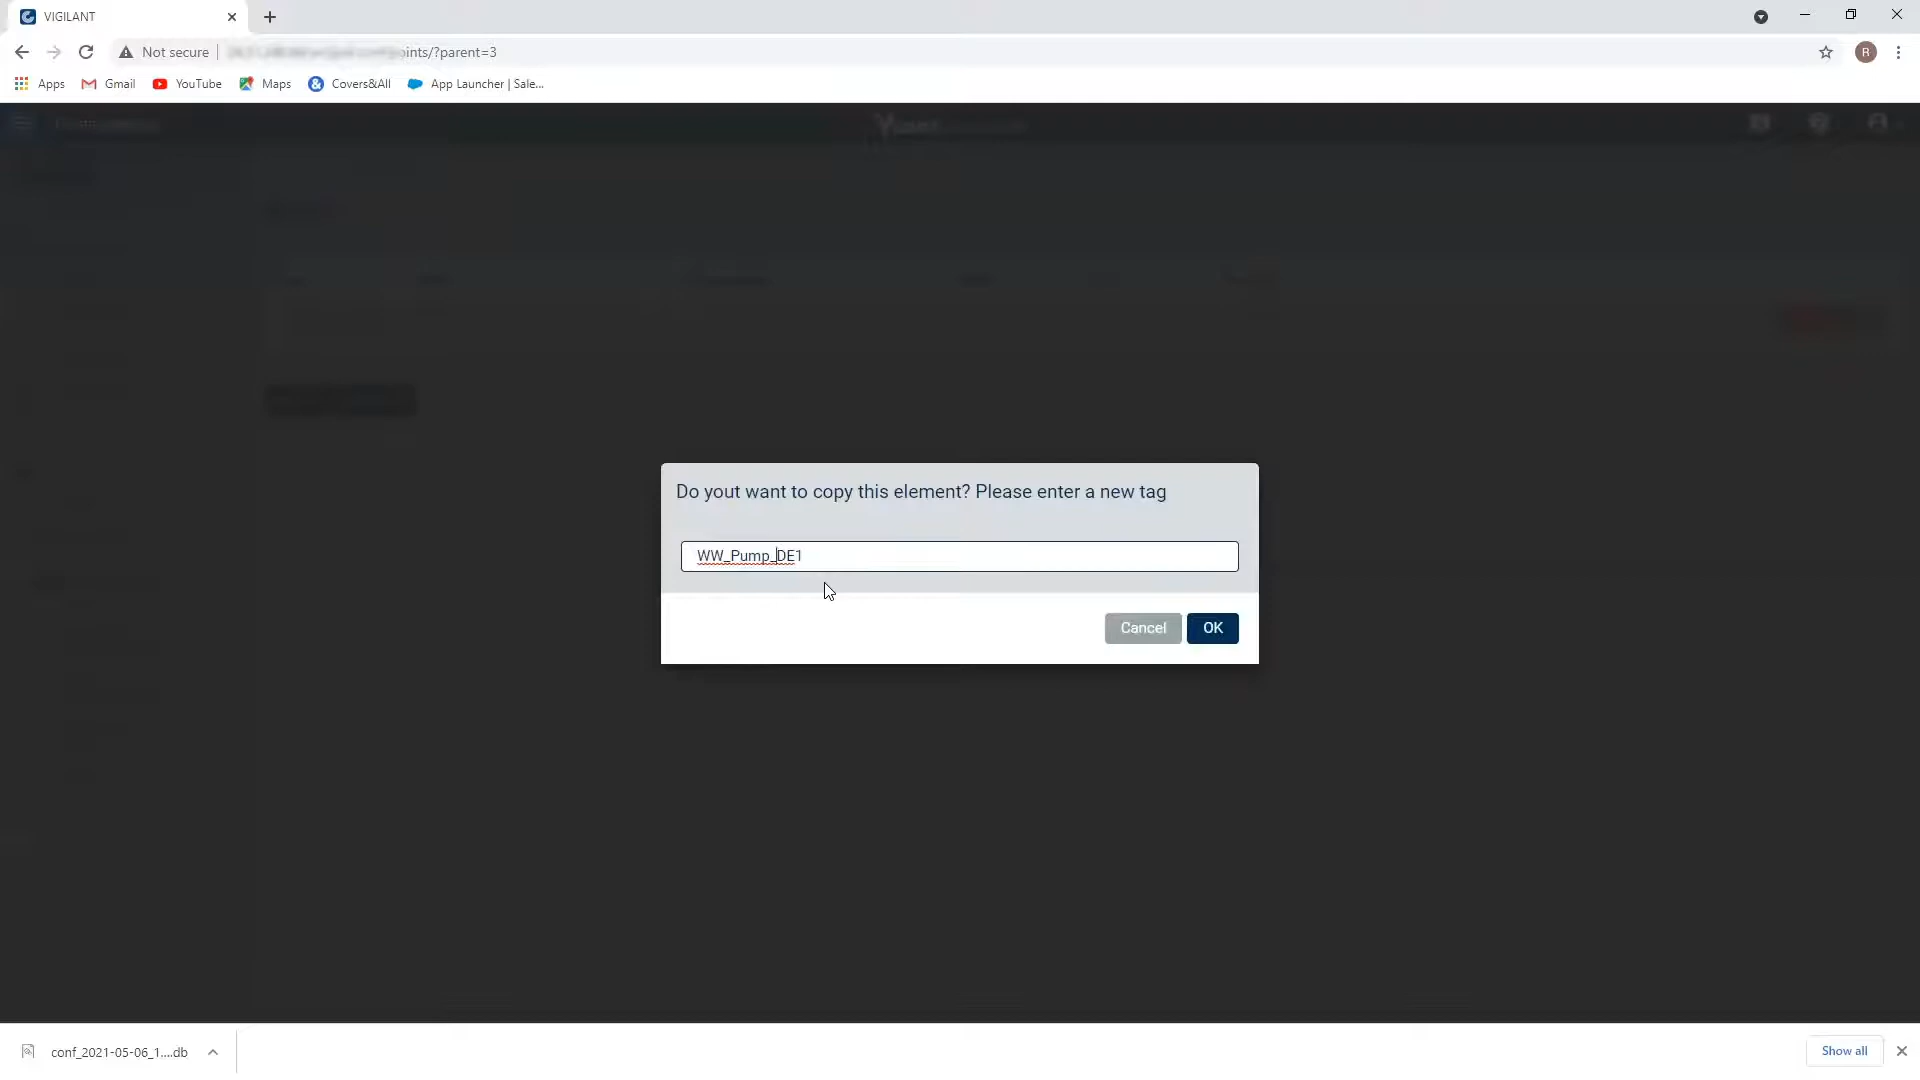 VIGILANT
Not secure
oints/?parent=3
R
Apps
Gmail
YouTube
Maps
Covers&All
App Launcher | Sale...
Do yout want to copy this element? Please enter a new tag
WW_Pump_DE1
Cancel
OK
conf_2021-05-06_1....db
Show all